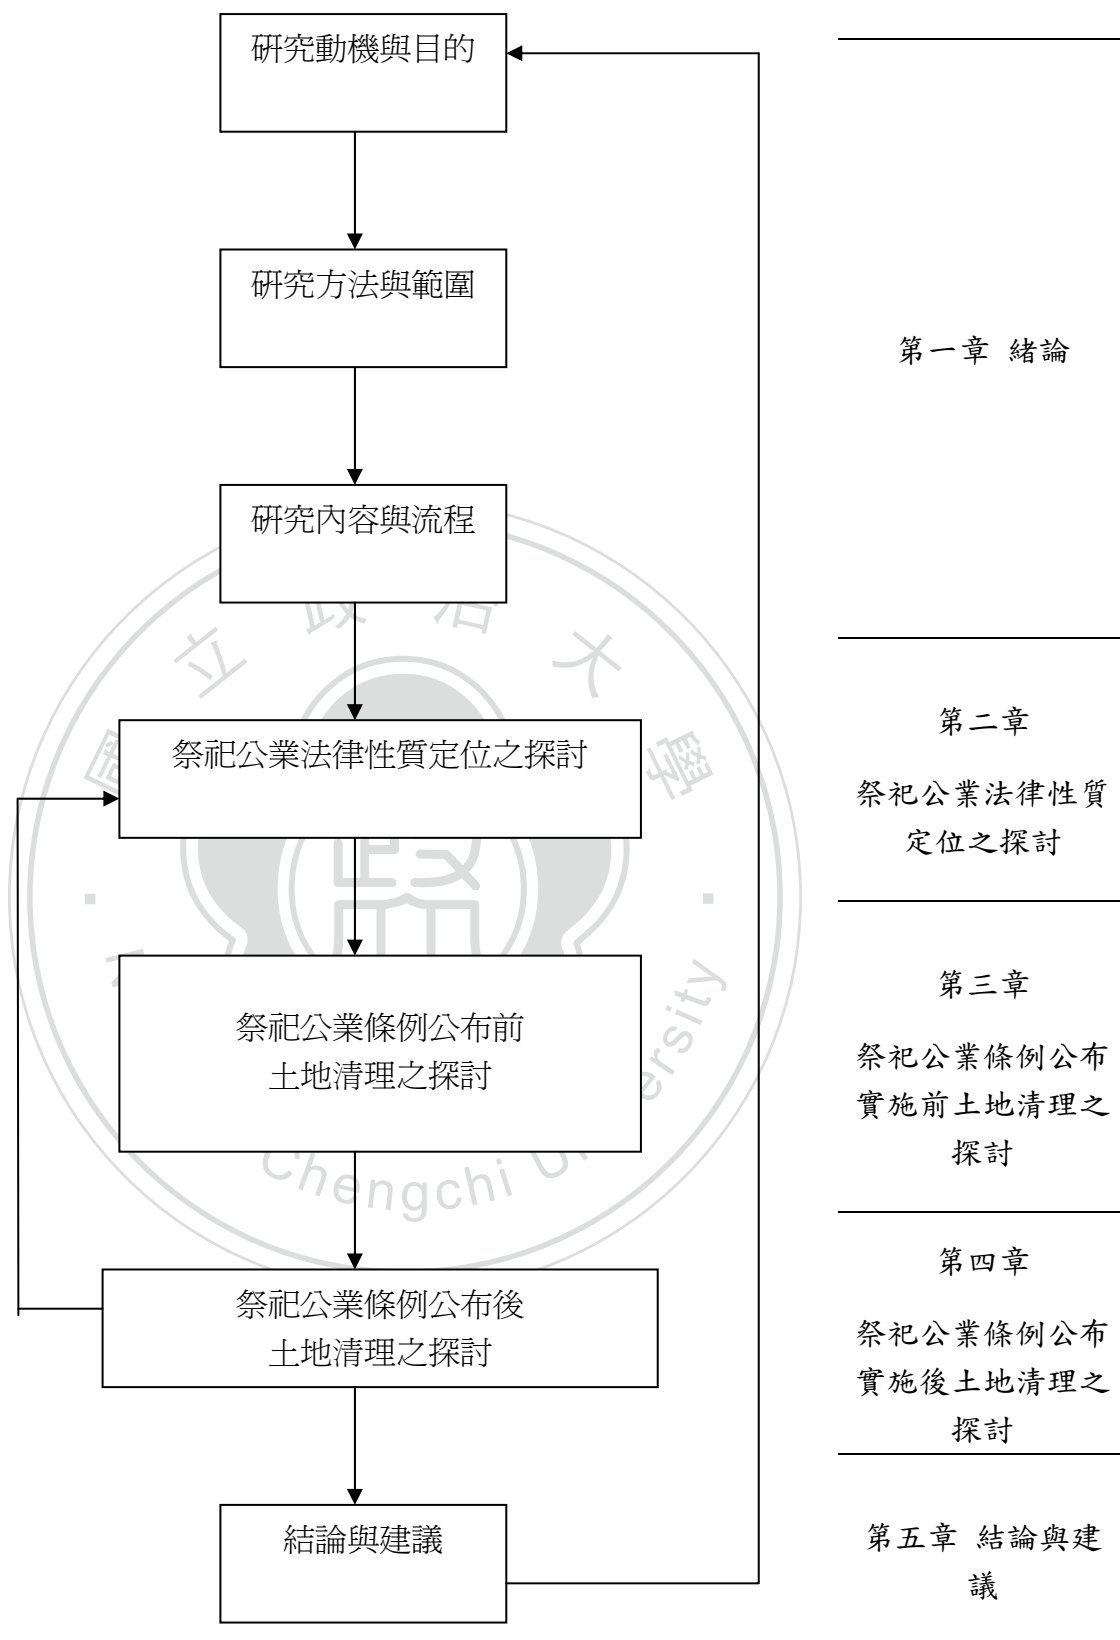 研究動機與目的
研究方法與範圍
研究內容與流程
祭祀公業法律性質定位之探討
祭祀公業條例公布前
土地清理之探討
祭祀公業條例公布後
土地清理之探討
結論與建議
第一章 緒論
第二章
祭祀公業法律性質
定位之探討
第三章
祭祀公業條例公布
實施前土地清理之
探討
第四章
祭祀公業條例公布
實施後土地清理之
探討
第五章 結論與建
議
立 政 治 大 學
Chengchi